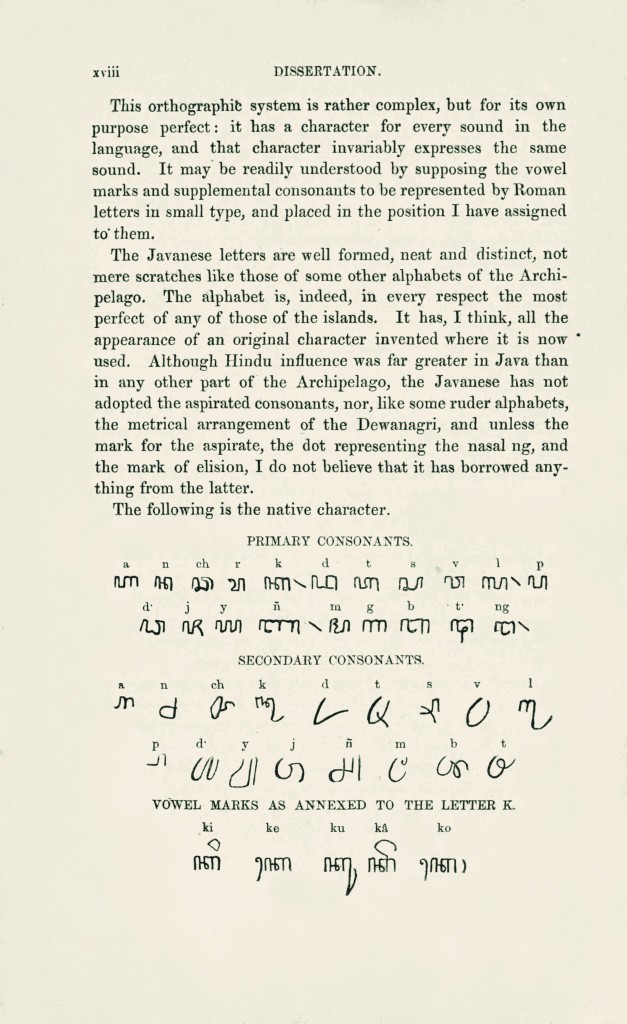 xviii DISSERTATION.
This orthographic system is rather complex, but for its own
purpose perfect: it has a character for every sound in the
language, and that character invariably expresses the same
sound. It may be readily understood by supposing the vowel
marks and supplemental consonants to be represented by Roman
letters in small type, and placed in the position I have assigned
to them.
The Javanese letters are well formed, neat and distinct, not
mere scratches like those of some other alphabets of the Archi-
pelago. The alphabet is, indeed, in every respect the most
perfect of any of those of the islands. It has, I think, all the
appearance of an original character invented where it is now
used. Although Hindu influence was far greater in Java than
in any other part of the Archipelago, the Javanese has not
adopted the aspirated consonants, nor, like some ruder alphabets,
the metrical arrangement of the Dewanagri, and unless the
mark for the aspirate, the dot representing the nasal ng, and
the mark of elision, I do not believe that it has borrowed any-
thing from the latter.
The following is the native character.
PRIMARY CONSONANTS.
a n ch r k d t s v l p
ꦲ ꦤ ꦕ ꦫ ꦏ ꦢ ꦠ ꦱ ꦮ ꦭ ꦥ
d· j y ñ m g b t· ng
ꦝ ꦗ ꦪ ꦚ ꦩ ꦒ ꦧ ꦛ ꦔ
SECONDARY CONSONANTS.
a n ch k d t s v l
p d· y j ñ m b t
VOWEL MARKS AS ANNEXED TO THE LETTER K.
ki ke ku kâ ko
ꦏꦶ ꦏꦺ ꦏꦸ ꦏꦼ ꦏꦺꦴ